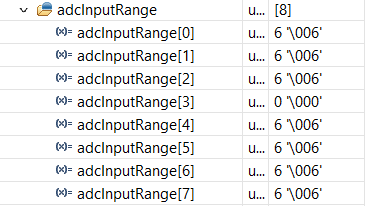 adcInputRange u... [8]
(x)= adcInputRange[0] u... 6 '\006'
(x)= adcInputRange[1] u... 6 '\006'
(x)= adcInputRange[2] u... 6 '\006'
(x)= adcInputRange[3] u... 0 '\000'
(x)= adcInputRange[4] u... 6 '\006'
(x)= adcInputRange[5] u... 6 '\006'
(x)= adcInputRange[6] u... 6 '\006'
(x)= adcInputRange[7] u... 6 '\006'